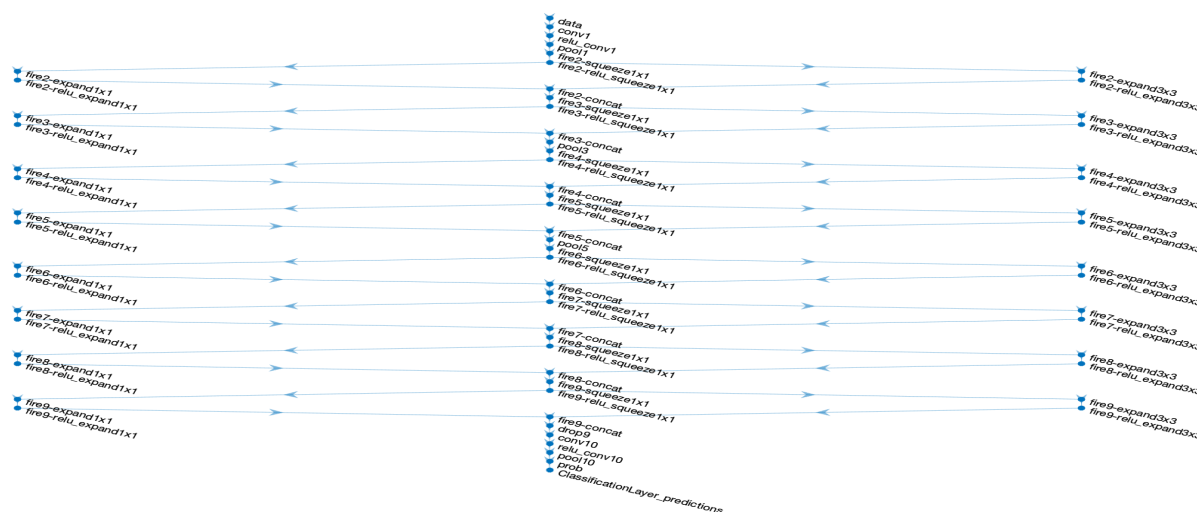 data
conv1
relu_conv1
pool1
fire2-squeeze1x1
fire2-relu_squeeze1x1
fire2-expand1x1
fire2-relu_expand1x1
fire2-expand3x3
fire2-relu_expand3x3
fire2-concat
fire3-squeeze1x1
fire3-relu_squeeze1x1
fire3-expand1x1
fire3-relu_expand1x1
fire3-expand3x3
fire3-relu_expand3x3
fire3-concat
pool3
fire4-squeeze1x1
fire4-relu_squeeze1x1
fire4-expand1x1
fire4-relu_expand1x1
fire4-expand3x3
fire4-relu_expand3x3
fire4-concat
fire5-squeeze1x1
fire5-relu_squeeze1x1
fire5-expand1x1
fire5-relu_expand1x1
fire5-expand3x3
fire5-relu_expand3x3
fire5-concat
pool5
fire6-squeeze1x1
fire6-relu_squeeze1x1
fire6-expand1x1
fire6-relu_expand1x1
fire6-expand3x3
fire6-relu_expand3x3
fire6-concat
fire7-squeeze1x1
fire7-relu_squeeze1x1
fire7-expand1x1
fire7-relu_expand1x1
fire7-expand3x3
fire7-relu_expand3x3
fire7-concat
fire8-squeeze1x1
fire8-relu_squeeze1x1
fire8-expand1x1
fire8-relu_expand1x1
fire8-expand3x3
fire8-relu_expand3x3
fire8-concat
fire9-squeeze1x1
fire9-relu_squeeze1x1
fire9-expand1x1
fire9-relu_expand1x1
fire9-expand3x3
fire9-relu_expand3x3
fire9-concat
drop9
conv10
relu_conv10
pool10
prob
ClassificationLayer_predictions